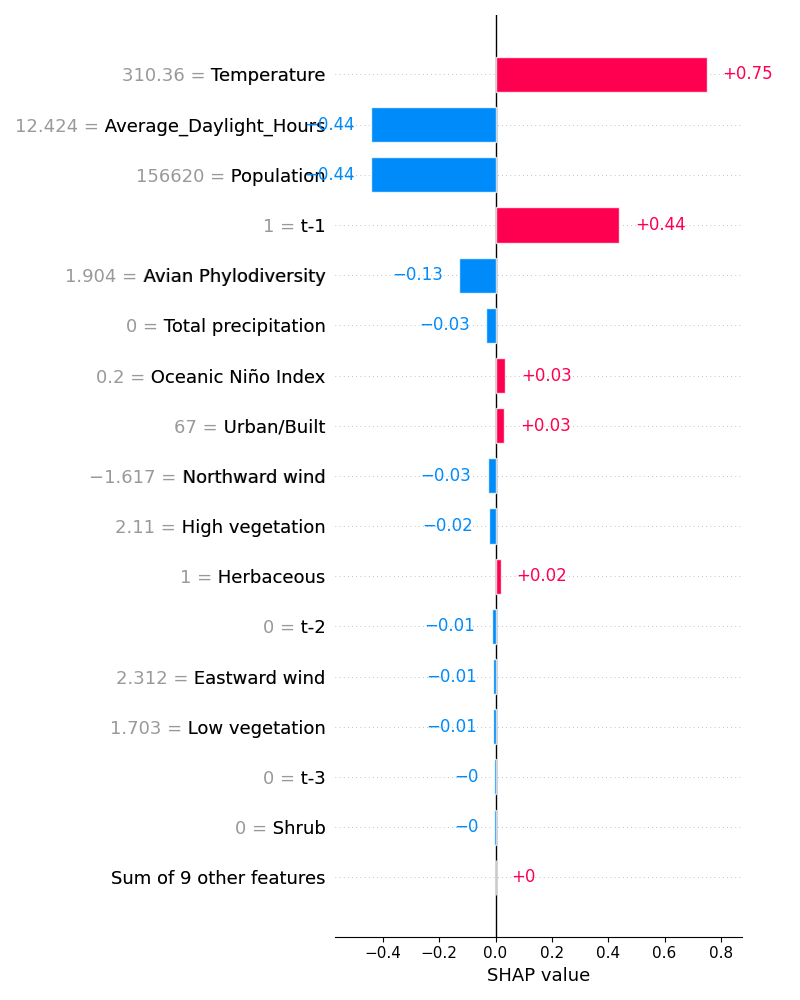 310.36 = Temperature +0.75
12.424 = Average_Daylight_Hours −0.44
156620 = Population −0.44
1 = t-1 +0.44
1.904 = Avian Phylodiversity −0.13
0 = Total precipitation −0.03
0.2 = Oceanic Niño Index +0.03
67 = Urban/Built +0.03
−1.617 = Northward wind −0.03
2.11 = High vegetation −0.02
1 = Herbaceous +0.02
0 = t-2 −0.01
2.312 = Eastward wind −0.01
1.703 = Low vegetation −0.01
0 = t-3 −0
0 = Shrub −0
Sum of 9 other features +0
−0.4 −0.2 0.0 0.2 0.4 0.6 0.8
SHAP value